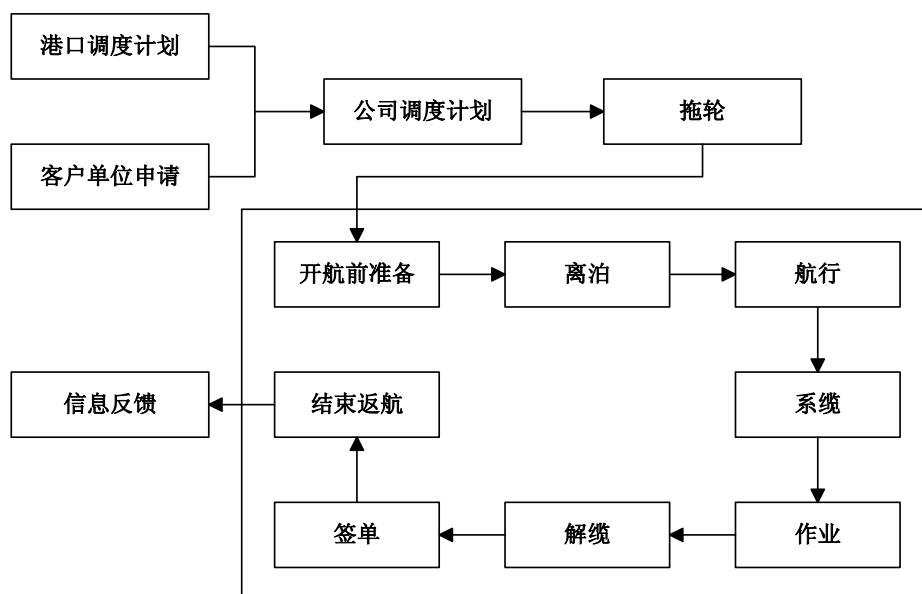 港口调度计划
公司调度计划
拖轮
客户单位申请
开航前准备
离泊
航行
信息反馈
结束返航
系缆
签单
解缆
作业